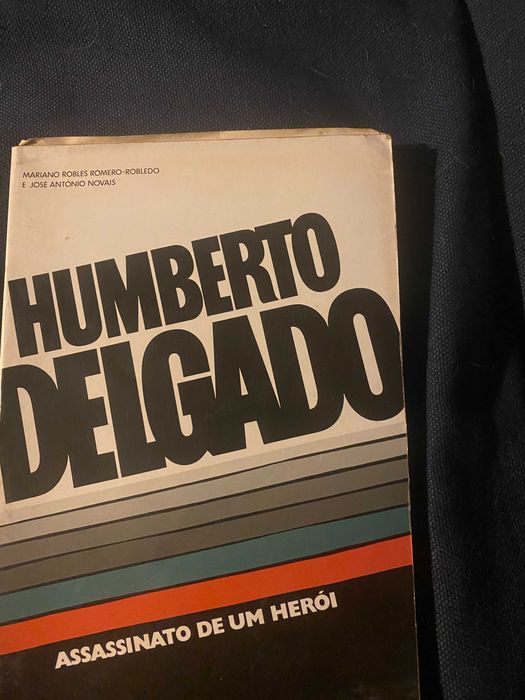 MARIANO ROBLES ROMERO-ROBLEDO
E JOSÉ ANTÓNIO NOVAIS
HUMBERTO
DELGADO
ASSASSINATO DE UM HERÓI